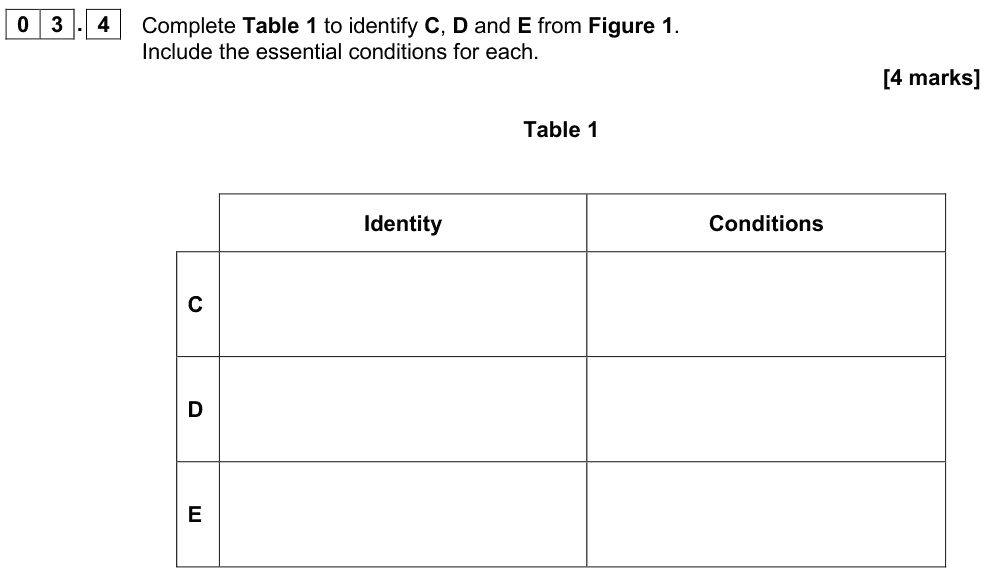 0 3 . 4 Complete Table 1 to identify C, D and E from Figure 1.
Include the essential conditions for each.
[4 marks]
Table 1
Identity Conditions
C
D
E